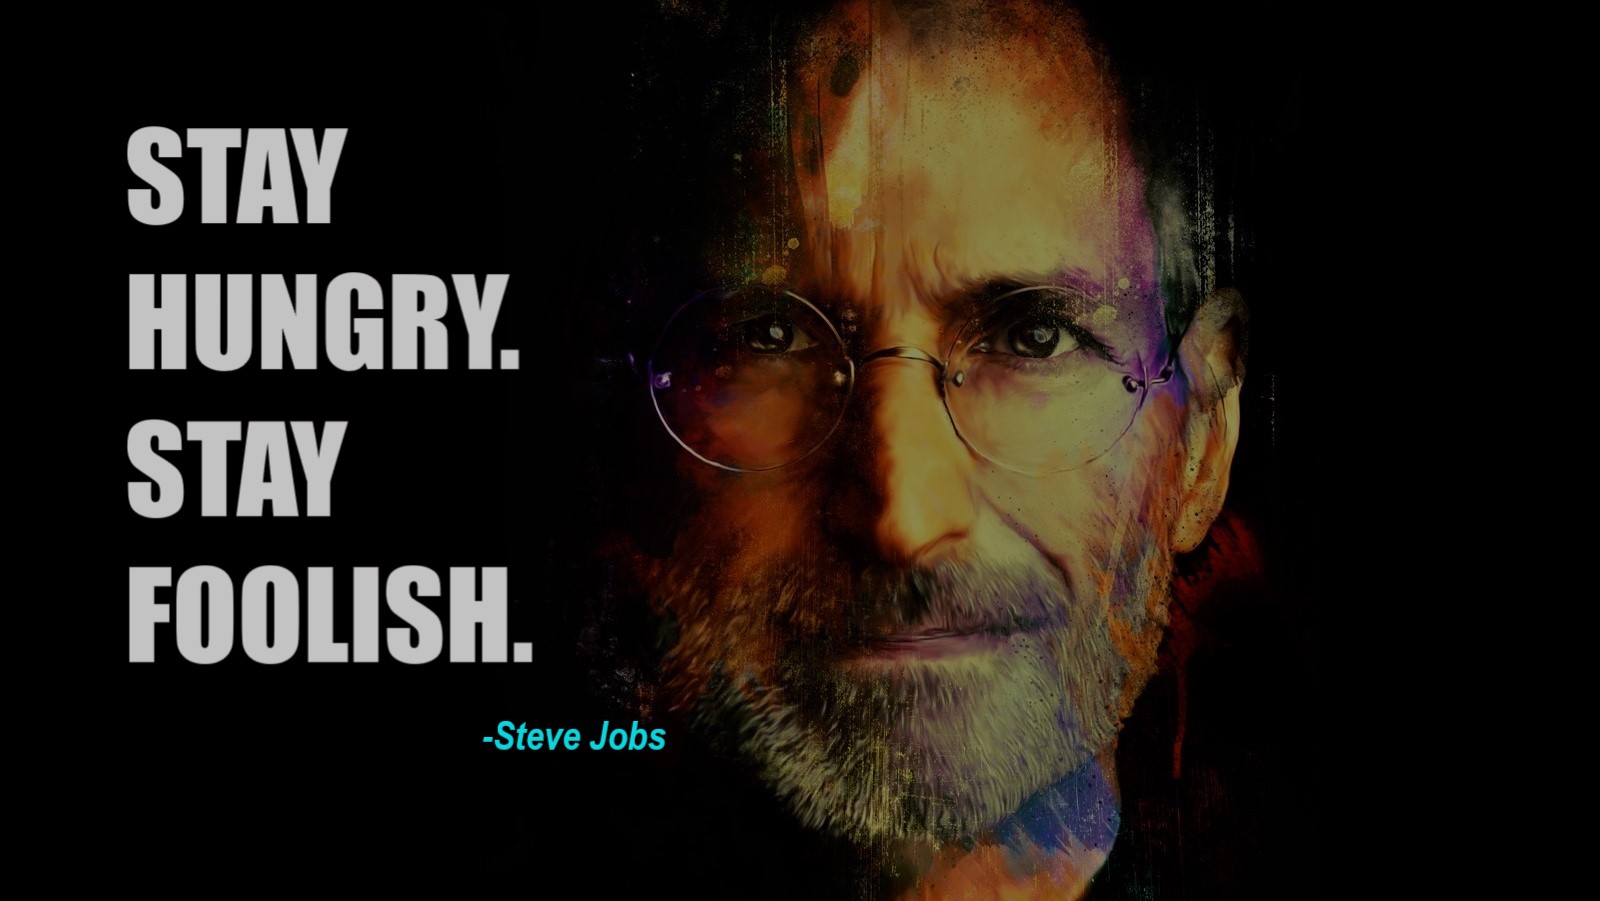 STAY
HUNGRY.
STAY
FOOLISH.
-Steve Jobs